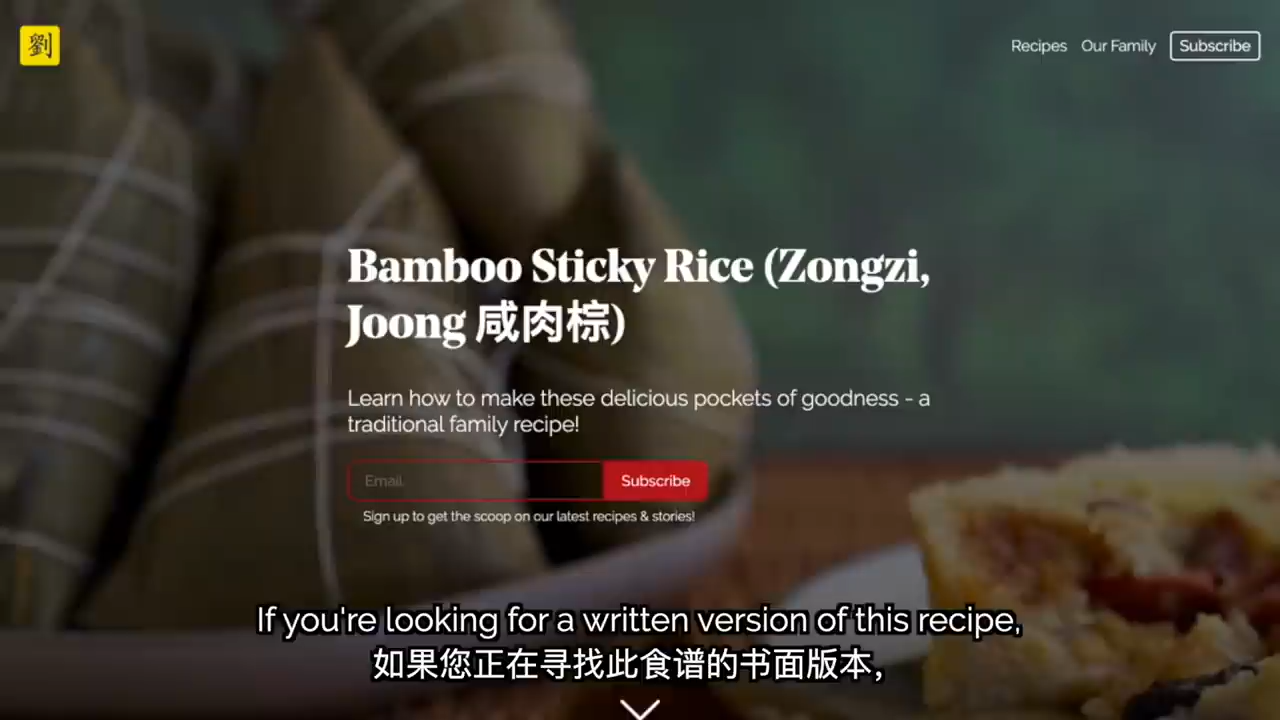 劉
Recipes Our Family Subscribe
Bamboo Sticky Rice (Zongzi,
Joong 咸肉棕)
Learn how to make these delicious pockets of goodness - a
traditional family recipe!
Email Subscribe
Sign up to get the scoop on our latest recipes & stories!
If you're looking for a written version of this recipe,
如果您正在寻找此食谱的书面版本,